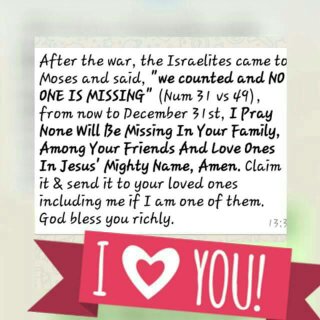 After the war, the Israelites came to
Moses and said, "we counted and NO
ONE IS MISSING" (Num 31 vs 49),
from now to December 31st, I Pray
None Will Be Missing In Your Family,
Among Your Friends And Love Ones
In Jesus' Mighty Name, Amen. Claim
it & send it to your loved ones
including me if I am one of them.
God bless you richly.
I YOU!